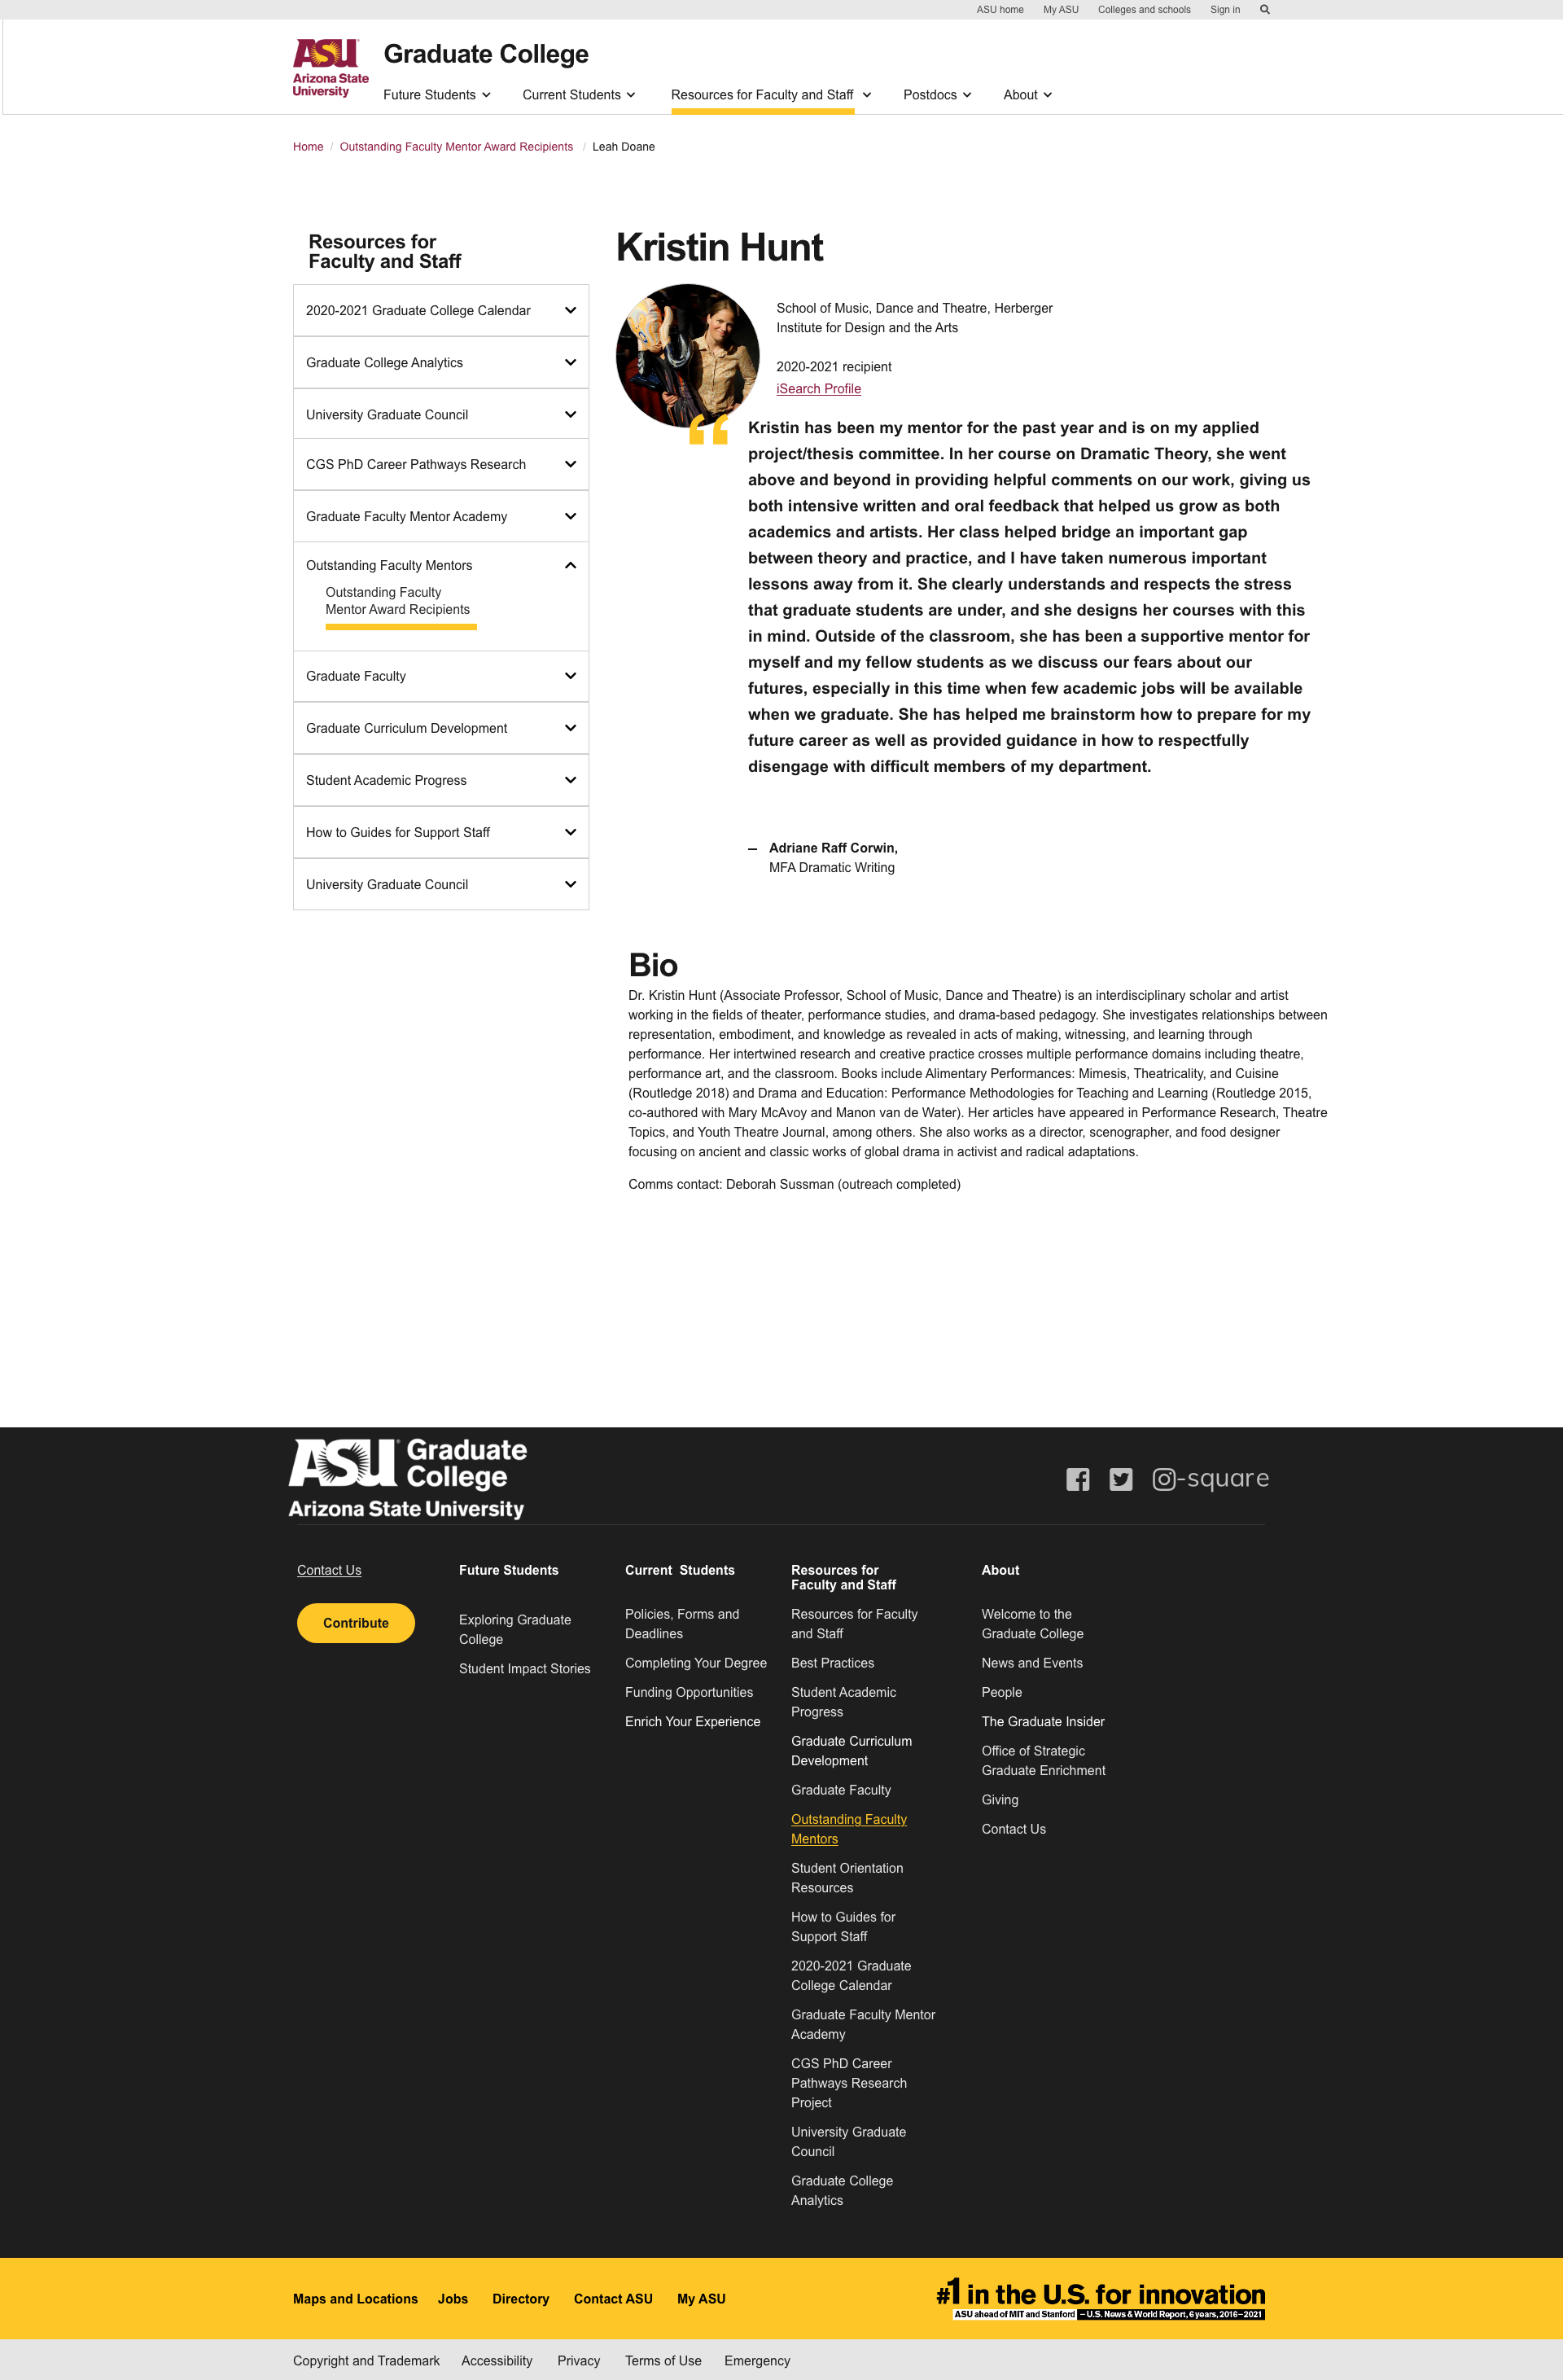 ASU home My ASU Colleges and schools Sign in
ASU
Arizona State
University
Graduate College
Future Students Current Students Resources for Faculty and Staff Postdocs About
Home / Outstanding Faculty Mentor Award Recipients / Leah Doane
Resources for
Faculty and Staff
2020-2021 Graduate College Calendar
Graduate College Analytics
University Graduate Council
CGS PhD Career Pathways Research
Graduate Faculty Mentor Academy
Outstanding Faculty Mentors
Outstanding Faculty
Mentor Award Recipients
Graduate Faculty
Graduate Curriculum Development
Student Academic Progress
How to Guides for Support Staff
University Graduate Council
Kristin Hunt
School of Music, Dance and Theatre, Herberger
Institute for Design and the Arts
2020-2021 recipient
iSearch Profile
“
Kristin has been my mentor for the past year and is on my applied
project/thesis committee. In her course on Dramatic Theory, she went
above and beyond in providing helpful comments on our work, giving us
both intensive written and oral feedback that helped us grow as both
academics and artists. Her class helped bridge an important gap
between theory and practice, and I have taken numerous important
lessons away from it. She clearly understands and respects the stress
that graduate students are under, and she designs her courses with this
in mind. Outside of the classroom, she has been a supportive mentor for
myself and my fellow students as we discuss our fears about our
futures, especially in this time when few academic jobs will be available
when we graduate. She has helped me brainstorm how to prepare for my
future career as well as provided guidance in how to respectfully
disengage with difficult members of my department.
– Adriane Raff Corwin,
MFA Dramatic Writing
Bio
Dr. Kristin Hunt (Associate Professor, School of Music, Dance and Theatre) is an interdisciplinary scholar and artist
working in the fields of theater, performance studies, and drama-based pedagogy. She investigates relationships between
representation, embodiment, and knowledge as revealed in acts of making, witnessing, and learning through
performance. Her intertwined research and creative practice crosses multiple performance domains including theatre,
performance art, and the classroom. Books include Alimentary Performances: Mimesis, Theatricality, and Cuisine
(Routledge 2018) and Drama and Education: Performance Methodologies for Teaching and Learning (Routledge 2015,
co-authored with Mary McAvoy and Manon van de Water). Her articles have appeared in Performance Research, Theatre
Topics, and Youth Theatre Journal, among others. She also works as a director, scenographer, and food designer
focusing on ancient and classic works of global drama in activist and radical adaptations.
Comms contact: Deborah Sussman (outreach completed)
ASU Graduate
College
Arizona State University
-square
Contact Us
Contribute
Future Students
Exploring Graduate
College
Student Impact Stories
Current Students
Policies, Forms and
Deadlines
Completing Your Degree
Funding Opportunities
Enrich Your Experience
Resources for
Faculty and Staff
Resources for Faculty
and Staff
Best Practices
Student Academic
Progress
Graduate Curriculum
Development
Graduate Faculty
Outstanding Faculty
Mentors
Student Orientation
Resources
How to Guides for
Support Staff
2020-2021 Graduate
College Calendar
Graduate Faculty Mentor
Academy
CGS PhD Career
Pathways Research
Project
University Graduate
Council
Graduate College
Analytics
About
Welcome to the
Graduate College
News and Events
People
The Graduate Insider
Office of Strategic
Graduate Enrichment
Giving
Contact Us
Maps and Locations Jobs Directory Contact ASU My ASU
#1 in the U.S. for innovation
ASU ahead of MIT and Stanford – U.S. News & World Report, 6 years, 2016–2021
Copyright and Trademark Accessibility Privacy Terms of Use Emergency